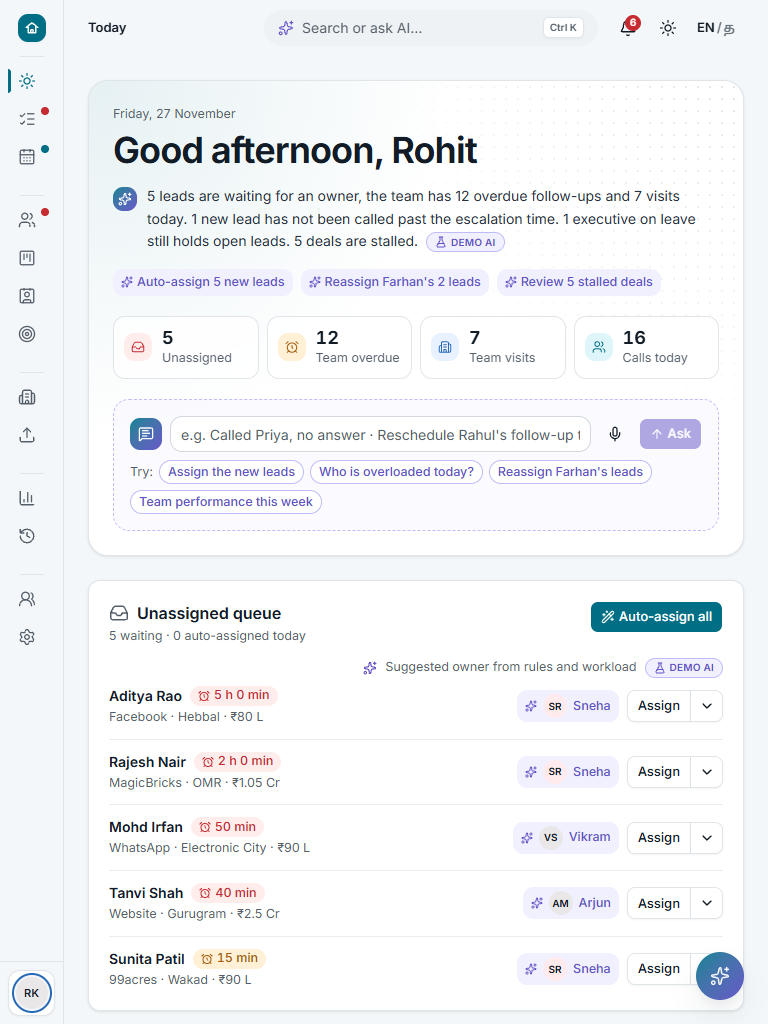 Today
Search or ask AI...
Ctrl K
6
EN / த
Friday, 27 November
Good afternoon, Rohit
5 leads are waiting for an owner, the team has 12 overdue follow-ups and 7 visits
today. 1 new lead has not been called past the escalation time. 1 executive on leave
still holds open leads. 5 deals are stalled. DEMO AI
Auto-assign 5 new leads
Reassign Farhan's 2 leads
Review 5 stalled deals
5
Unassigned
12
Team overdue
7
Team visits
16
Calls today
e.g. Called Priya, no answer · Reschedule Rahul's follow-up t
Ask
Try: Assign the new leads Who is overloaded today? Reassign Farhan's leads
Team performance this week
Unassigned queue
5 waiting · 0 auto-assigned today
Auto-assign all
Suggested owner from rules and workload DEMO AI
Aditya Rao 5 h 0 min
Facebook · Hebbal · ₹80 L
SR Sneha Assign
Rajesh Nair 2 h 0 min
MagicBricks · OMR · ₹1.05 Cr
SR Sneha Assign
Mohd Irfan 50 min
WhatsApp · Electronic City · ₹90 L
VS Vikram Assign
Tanvi Shah 40 min
Website · Gurugram · ₹2.5 Cr
AM Arjun Assign
Sunita Patil 15 min
99acres · Wakad · ₹90 L
SR Sneha Assign
RK